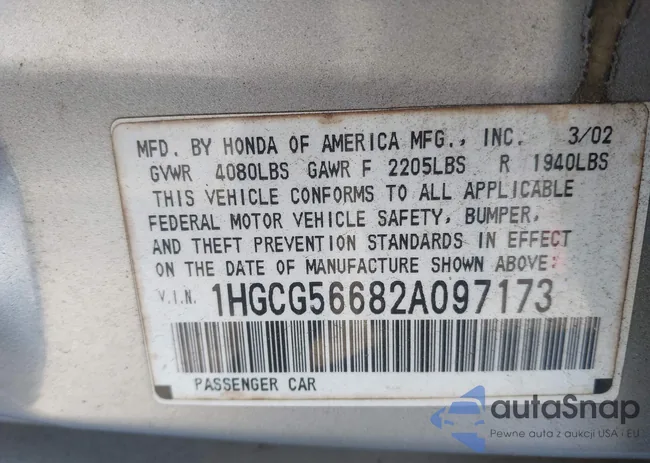 MFD. BY HONDA OF AMERICA MFG., INC. 3/02
GVWR 4080LBS GAWR F 2205LBS R 1940LBS
THIS VEHICLE CONFORMS TO ALL APPLICABLE
FEDERAL MOTOR VEHICLE SAFETY, BUMPER,
AND THEFT PREVENTION STANDARDS IN EFFECT
ON THE DATE OF MANUFACTURE SHOWN ABOVE:
V.I.N. 1HGCG56682A097173
PASSENGER CAR
autaSnap
Pewne auta z aukcji USA i EU